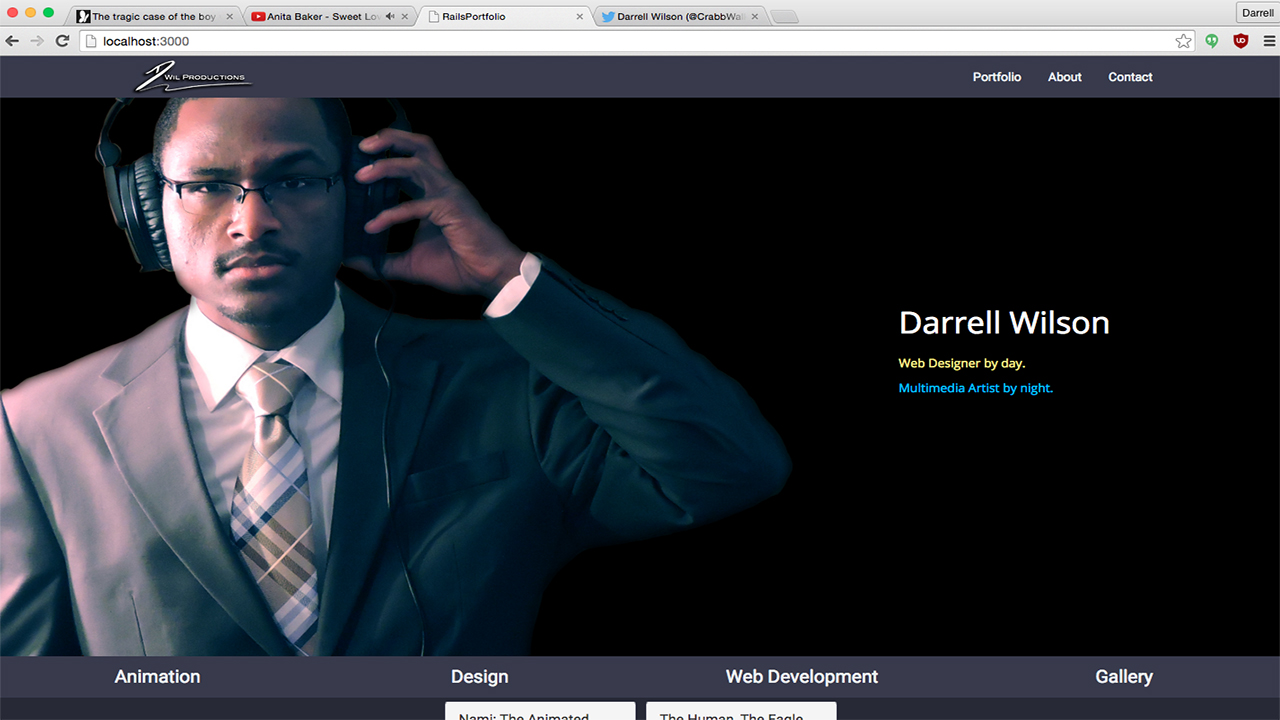 The tragic case of the boy
Anita Baker - Sweet Lo
RailsPortfolio
Darrell Wilson (@CrabbWal
Darrell
localhost:3000
Wil Productions
Portfolio
About
Contact
Darrell Wilson
Web Designer by day.
Multimedia Artist by night.
Animation
Design
Web Development
Gallery
Nami: The Animated
The Human, The Eagle